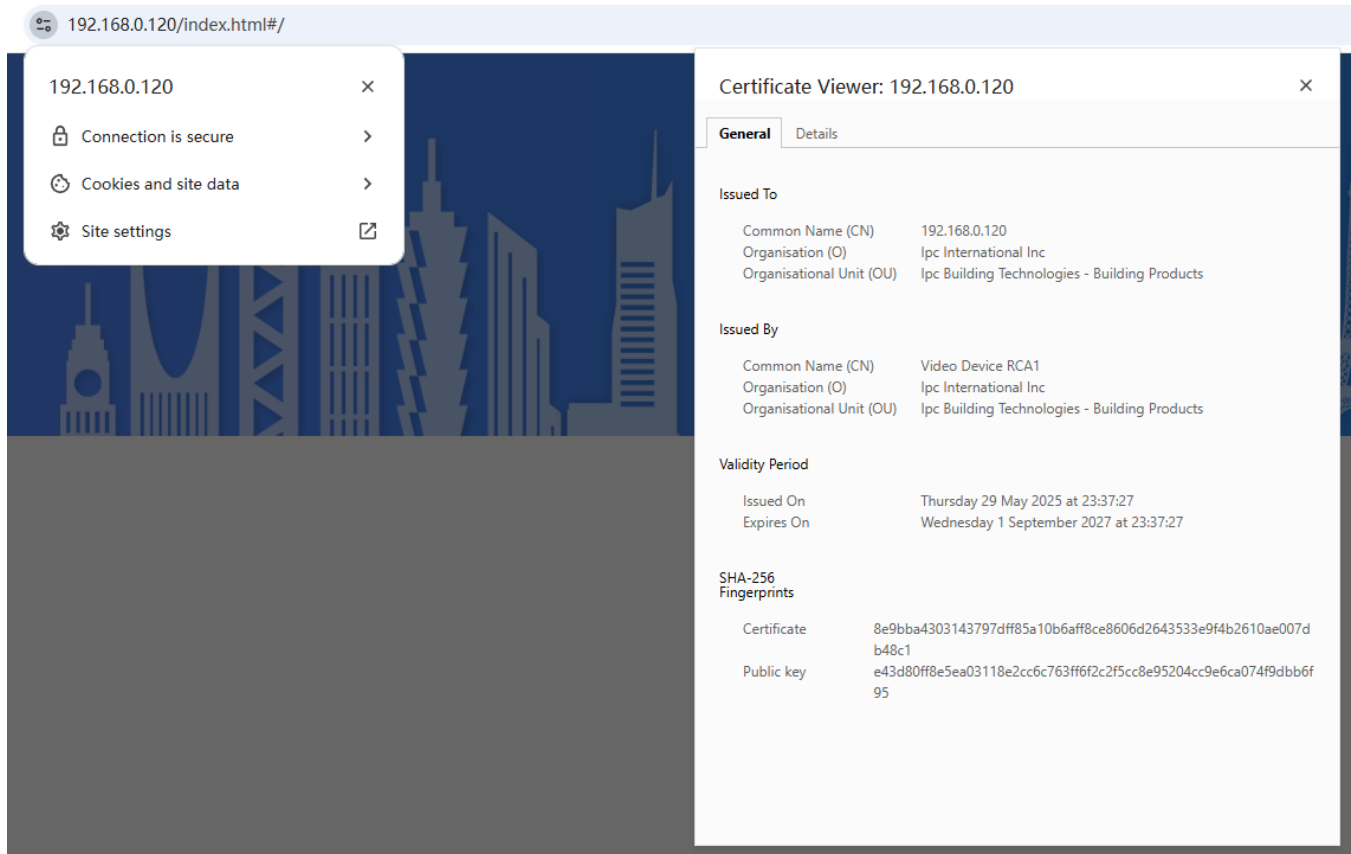 192.168.0.120/index.html#/
192.168.0.120
Connection is secure
Cookies and site data
Site settings
Certificate Viewer: 192.168.0.120
General Details
Issued To
Common Name (CN) 192.168.0.120
Organisation (O) Ipc International Inc
Organisational Unit (OU) Ipc Building Technologies - Building Products
Issued By
Common Name (CN) Video Device RCA1
Organisation (O) Ipc International Inc
Organisational Unit (OU) Ipc Building Technologies - Building Products
Validity Period
Issued On Thursday 29 May 2025 at 23:37:27
Expires On Wednesday 1 September 2027 at 23:37:27
SHA-256
Fingerprints
Certificate 8e9bba4303143797dff85a10b6aff8ce8606d2643533e9f4b2610ae007d
b48c1
Public key e43d80ff8e5ea03118e2cc6c763ff6f2c2f5cc8e95204cc9e6ca074f9dbb6f
95